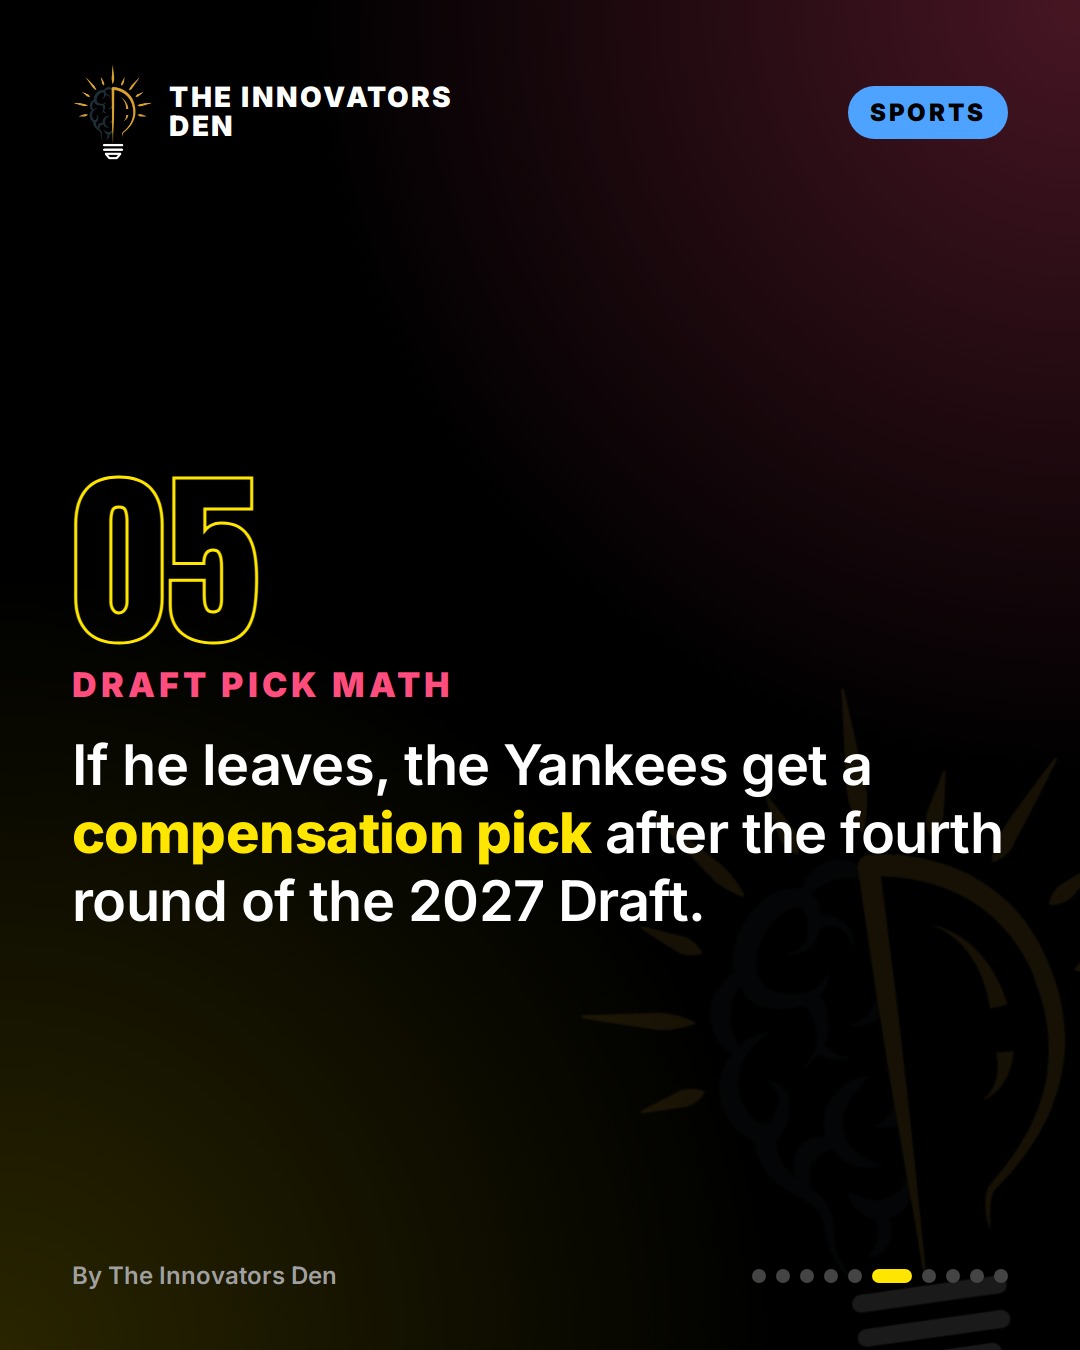 THE INNOVATORS
DEN
SPORTS
05
DRAFT PICK MATH
If he leaves, the Yankees get a
compensation pick after the fourth
round of the 2027 Draft.
By The Innovators Den